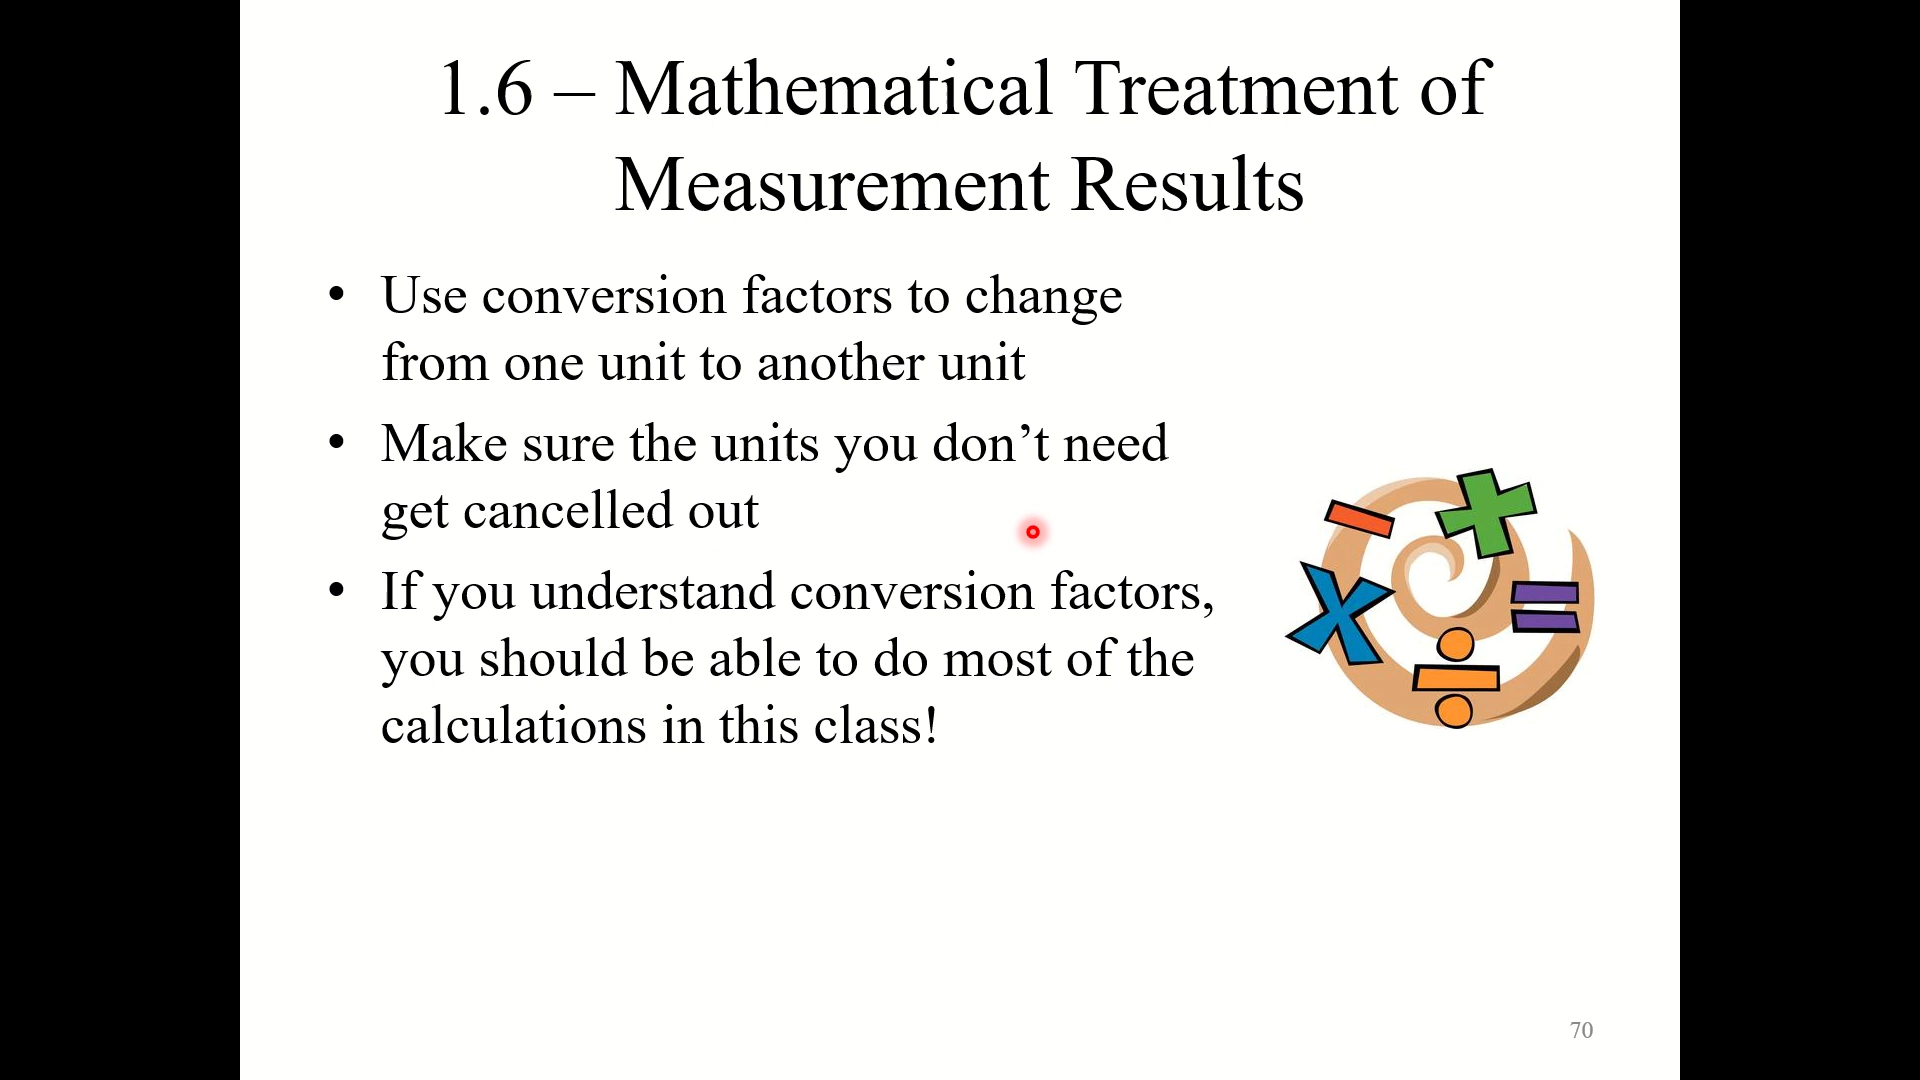 1.6 – Mathematical Treatment of
Measurement Results
• Use conversion factors to change
from one unit to another unit
• Make sure the units you don’t need
get cancelled out
• If you understand conversion factors,
you should be able to do most of the
calculations in this class!
70